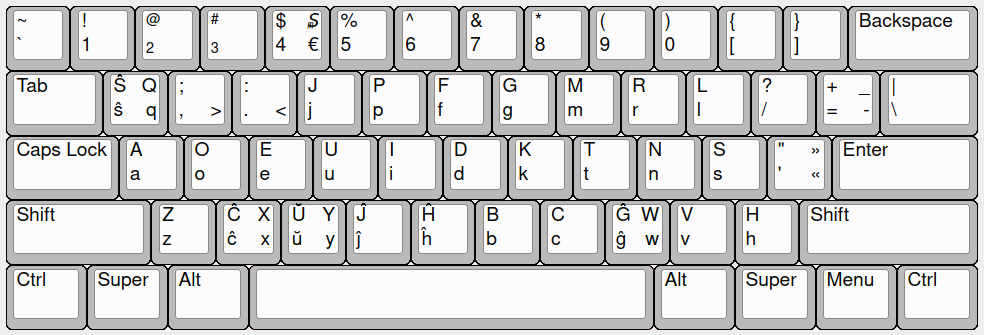 ~ ! @ # $ ₷ % ^ & * ( ) { } Backspace
` 1 2 3 4 € 5 6 7 8 9 0 [ ]
Tab Ŝ Q ; : J P F G M R L ? + _ |
ŝ q , > . < j p f g m r l / = - \
Caps Lock A O E U I D K T N S " » Enter
a o e u i d k t n s ' «
Shift Z Ĉ X Ŭ Y Ĵ Ĥ B C Ĝ W V H Shift
z ĉ x ŭ y ĵ ĥ b c ĝ w v h
Ctrl Super Alt Alt Super Menu Ctrl